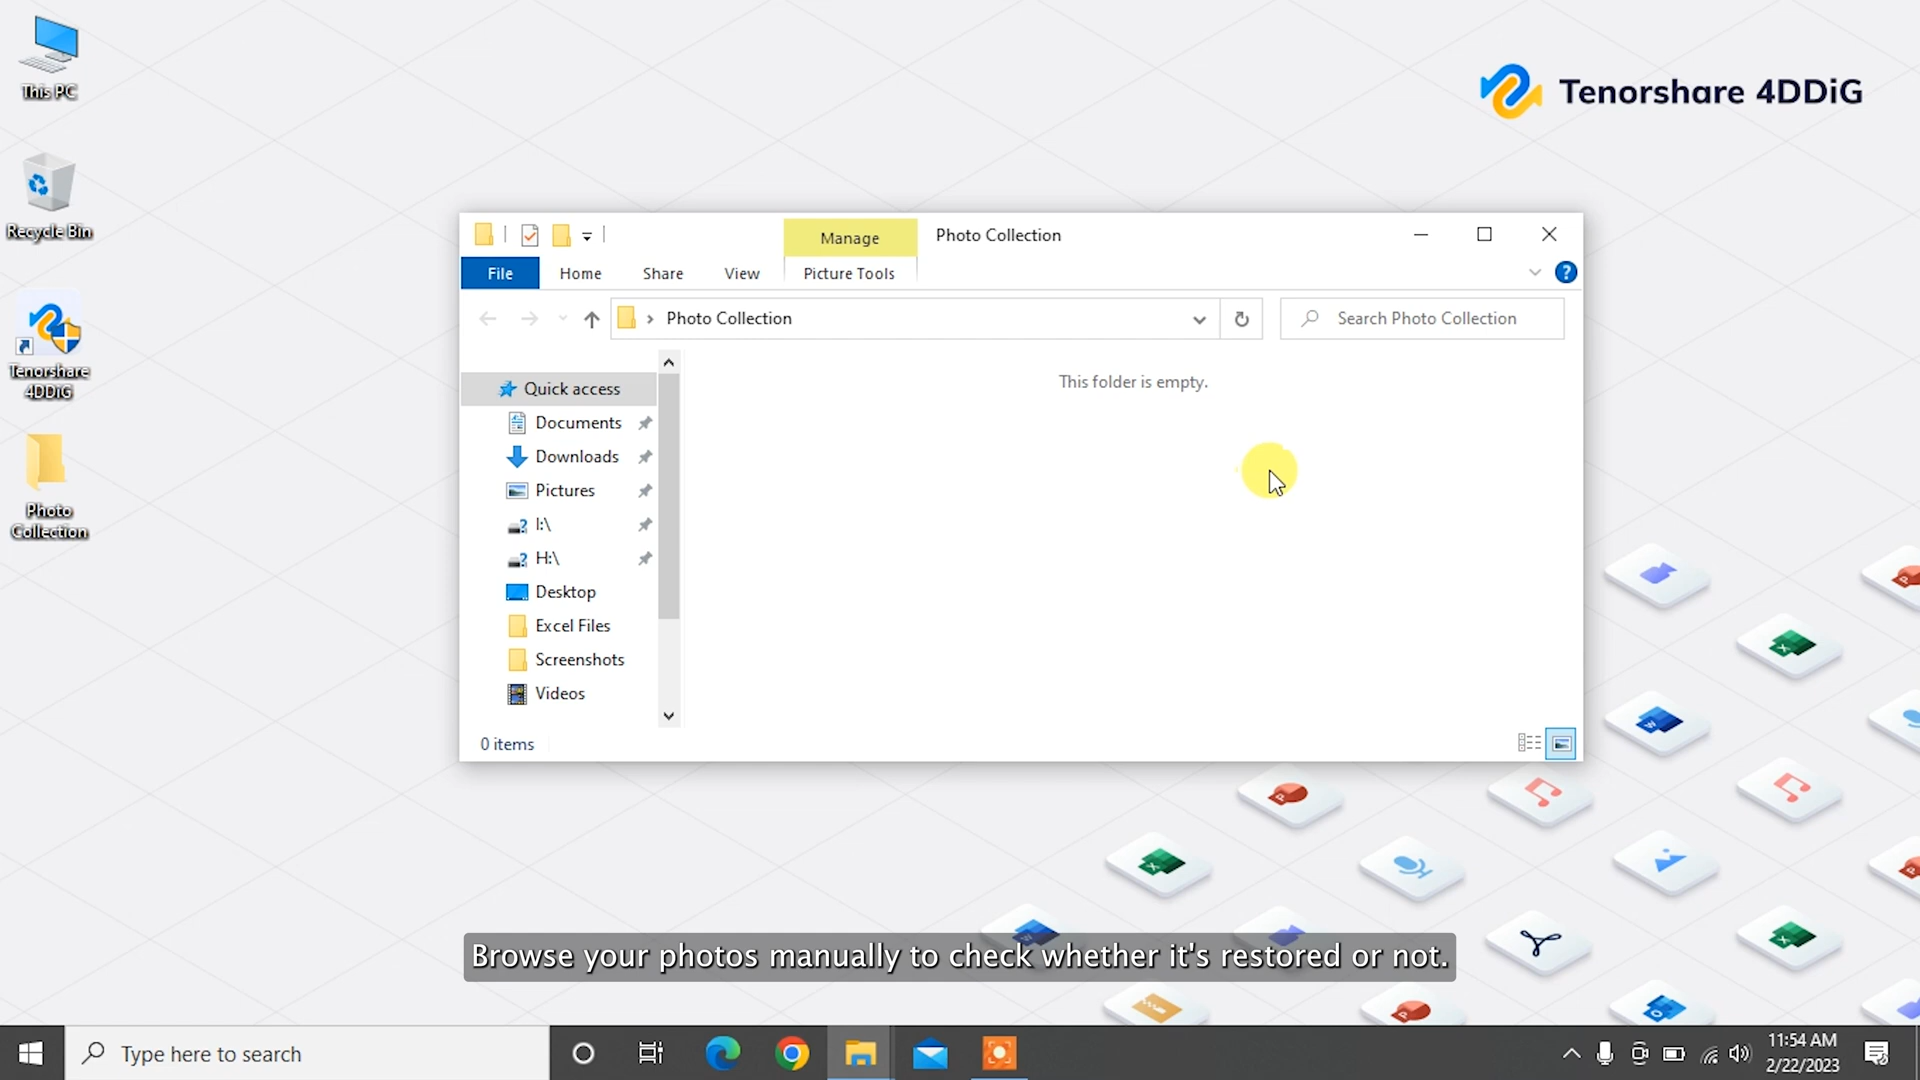 This PC
Recycle Bin
Tenorshare
4DDiG
Photo
Collection
Tenorshare 4DDiG
Manage
Photo Collection
File
Home
Share
View
Picture Tools
Photo Collection
Search Photo Collection
This folder is empty.
Quick access
Documents
Downloads
Pictures
I:\
H:\
Desktop
Excel Files
Screenshots
Videos
0 items
Browse your photos manually to check whether it's restored or not.
Type here to search
11:54 AM
2/22/2023